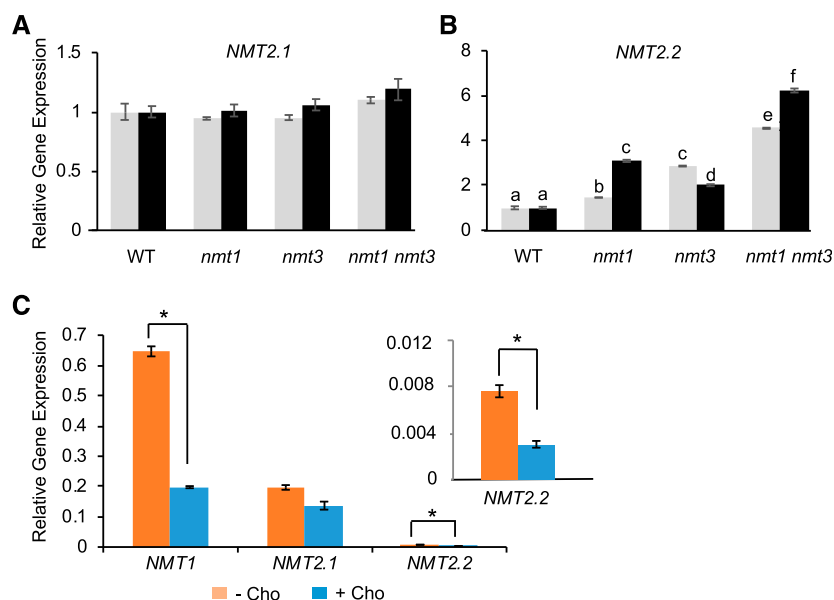 A
NMT2.1
Relative Gene Expression
1.5
1
0.5
0
WT
nmt1
nmt3
nmt1 nmt3
B
NMT2.2
8
6
4
2
0
a
a
b
c
c
d
e
f
WT
nmt1
nmt3
nmt1 nmt3
C
Relative Gene Expression
0.7
0.6
0.5
0.4
0.3
0.2
0.1
0
*
*
NMT1
NMT2.1
NMT2.2
0.012
0.008
0.004
0
*
NMT2.2
- Cho
+ Cho